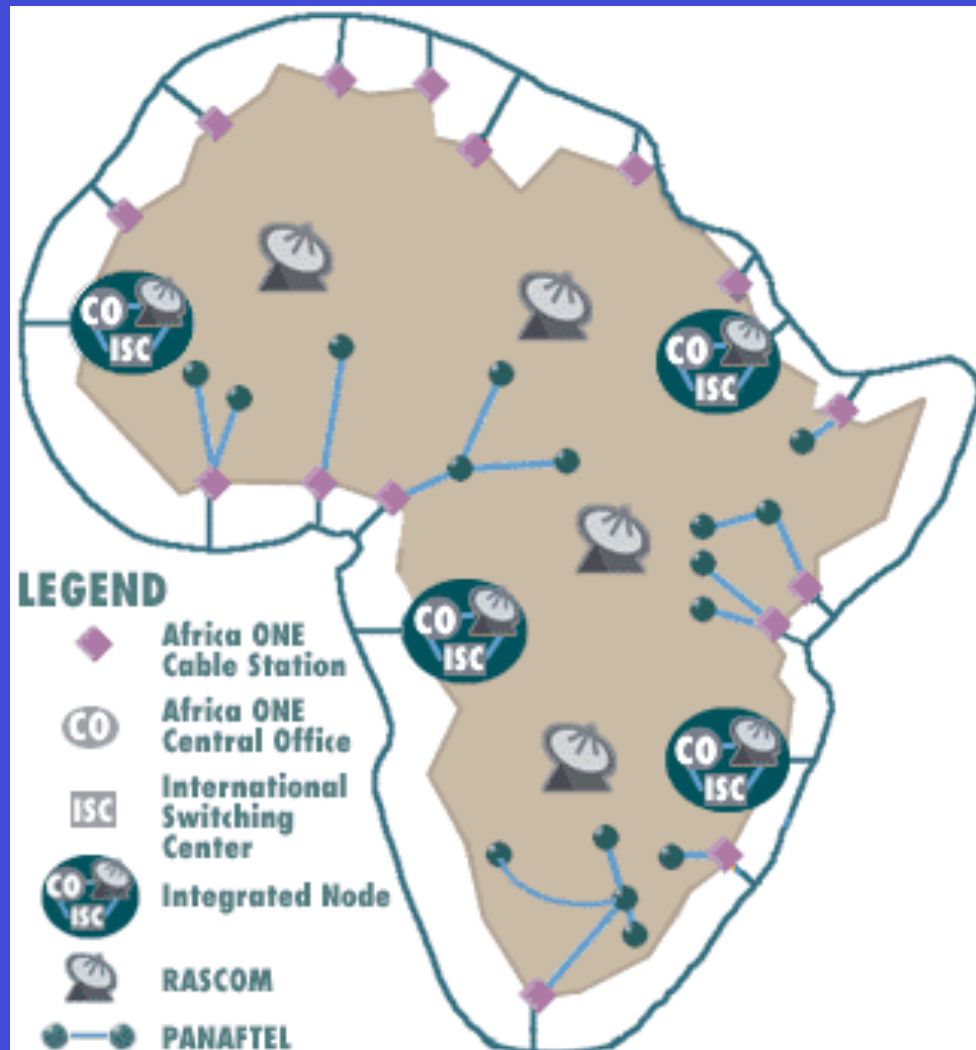 CO
ISC
CO
ISC
CO
ISC
CO
ISC
LEGEND
Africa ONE
Cable Station
CO
Africa ONE
Central Office
ISC
International
Switching
Center
CO
ISC
Integrated Node
RASCOM
PANAFTEL